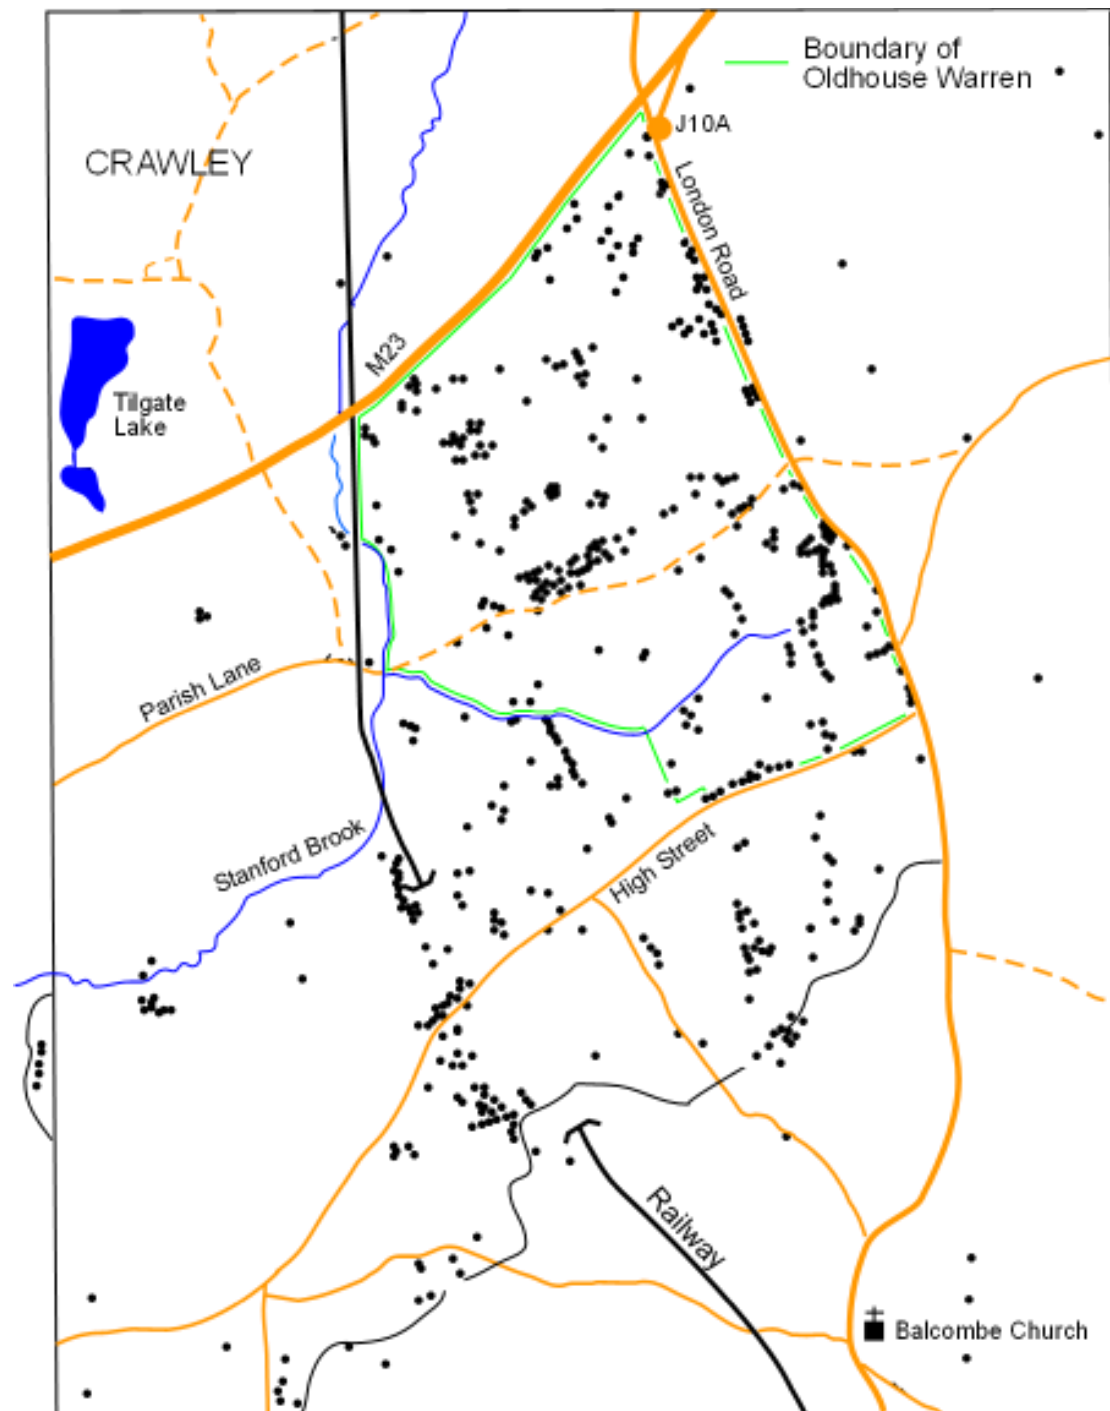 Boundary of
Oldhouse Warren
J10A
CRAWLEY
London Road
M23
Tilgate
Lake
Parish Lane
Stanford Brook
High Street
Railway
Balcombe Church